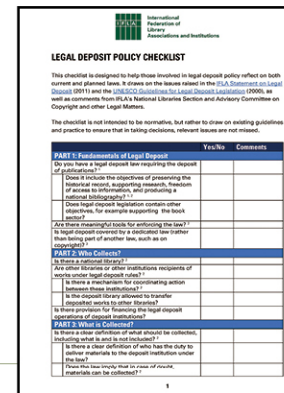 IFLA
International
Federation of
Library
Associations and Institutions
LEGAL DEPOSIT POLICY CHECKLIST
This checklist is designed to help those involved in legal deposit policy reflect on both
current and planned laws. It draws on the issues raised in the IFLA Statement on Legal
Deposit (2011) and the UNESCO Guidelines for Legal Deposit Legislation (2000), as
well as comments from IFLA's National Libraries Section and Advisory Committee on
Copyright and other Legal Matters.
The checklist is not intended to be normative, but rather to draw on existing guidelines
and practice to ensure that in taking decisions, relevant issues are not missed.
Yes/No Comments
PART 1: Fundamentals of Legal Deposit
Do you have a legal deposit law requiring the deposit
of publications?
Does it include the objectives of preserving the
historical record, supporting research, freedom
of access to information, and producing a
national bibliography?
Does legal deposit legislation contain other
objectives, for example supporting the book
sector?
Are there meaningful tools for enforcing the law?
Is legal deposit covered by a dedicated law (rather
than being part of another law, such as on
copyright)?
PART 2: Who Collects?
Is there a national library?
Are other libraries or other institutions recipients of
works under legal deposit rules?
Is there a mechanism for coordinating action
between these institutions?
Is the deposit library allowed to transfer
deposited works to other libraries?
Is there provision for financing the legal deposit
operations of deposit institutions?
PART 3: What is Collected?
Is there a clear definition of what should be collected,
including what is and is not included?
Is there a clear definition of who has the duty to
deliver materials to the deposit institution under
the law?
Does the law imply that in case of doubt,
materials can be collected?
1